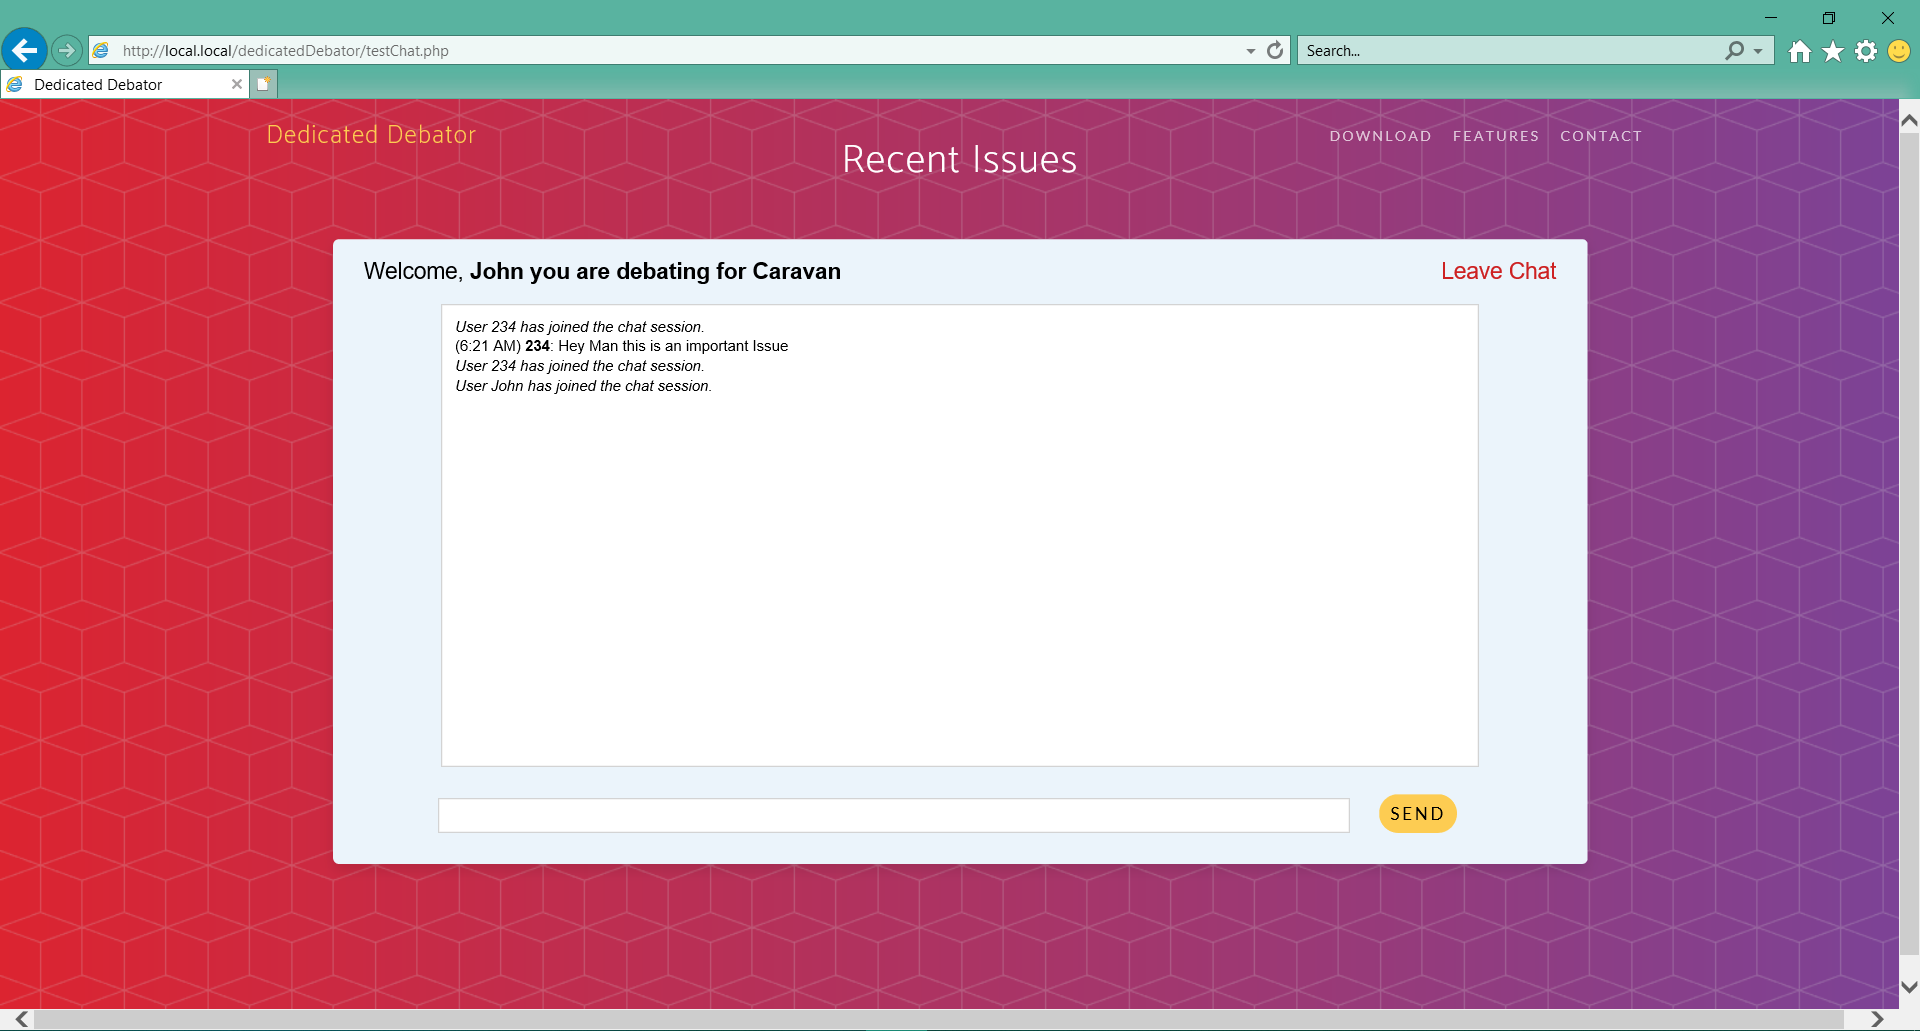 http://local.local/dedicatedDebator/testChat.php
Search...
Dedicated Debator
Dedicated Debator
DOWNLOAD FEATURES CONTACT
Recent Issues
Welcome, John you are debating for Caravan
Leave Chat
User 234 has joined the chat session.
(6:21 AM) 234: Hey Man this is an important Issue
User 234 has joined the chat session.
User John has joined the chat session.
SEND